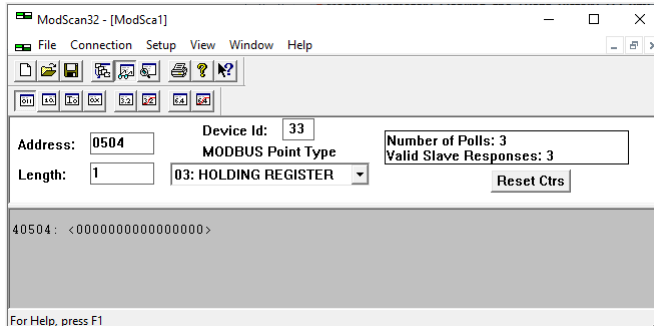 ModScan32 - [ModSca1]
File Connection Setup View Window Help
Device Id: 33
Address: 0504
MODBUS Point Type
Length: 1
03: HOLDING REGISTER
Number of Polls: 3
Valid Slave Responses: 3
Reset Ctrs
40504: <0000000000000000>
For Help, press F1